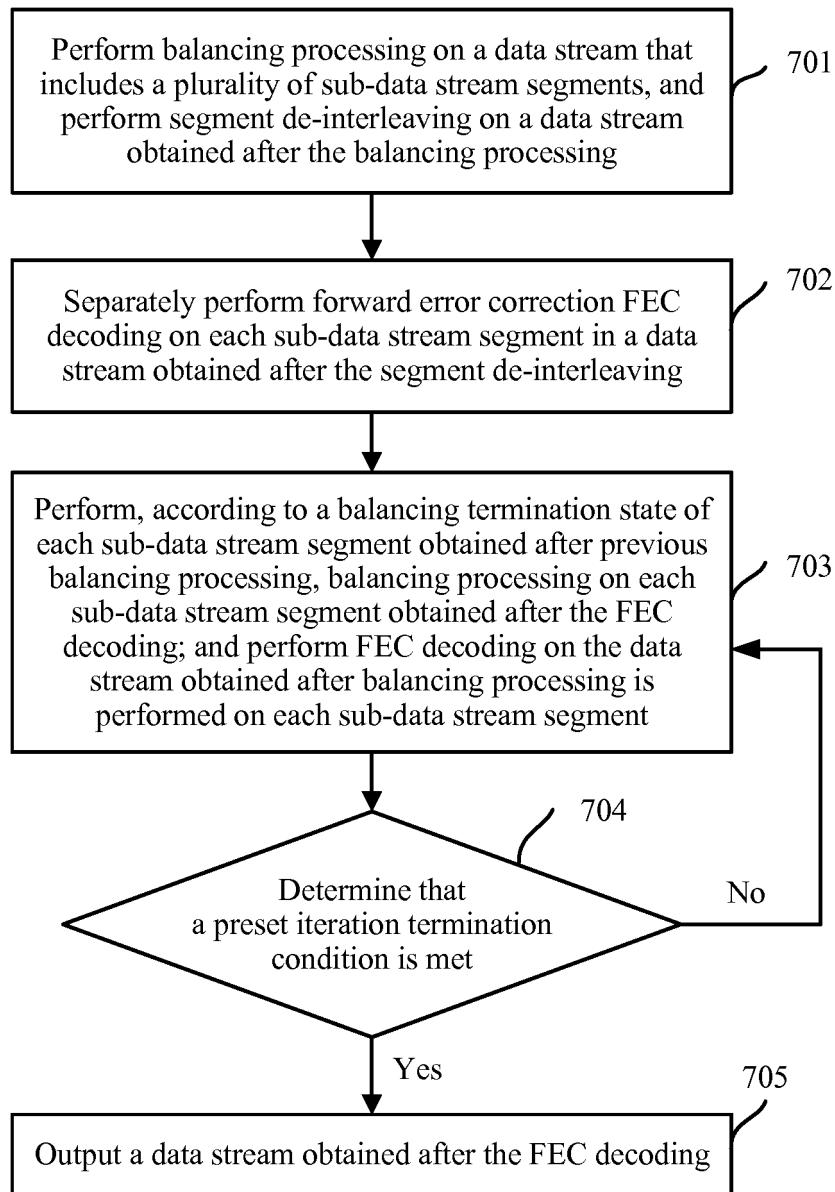 Perform balancing processing on a data stream that
includes a plurality of sub-data stream segments, and
perform segment de-interleaving on a data stream
obtained after the balancing processing
701
Separately perform forward error correction FEC
decoding on each sub-data stream segment in a data
stream obtained after the segment de-interleaving
702
Perform, according to a balancing termination state of
each sub-data stream segment obtained after previous
balancing processing, balancing processing on each
sub-data stream segment obtained after the FEC
decoding; and perform FEC decoding on the data
stream obtained after balancing processing is
performed on each sub-data stream segment
703
704
Determine that
a preset iteration termination
condition is met
No
Yes
705
Output a data stream obtained after the FEC decoding